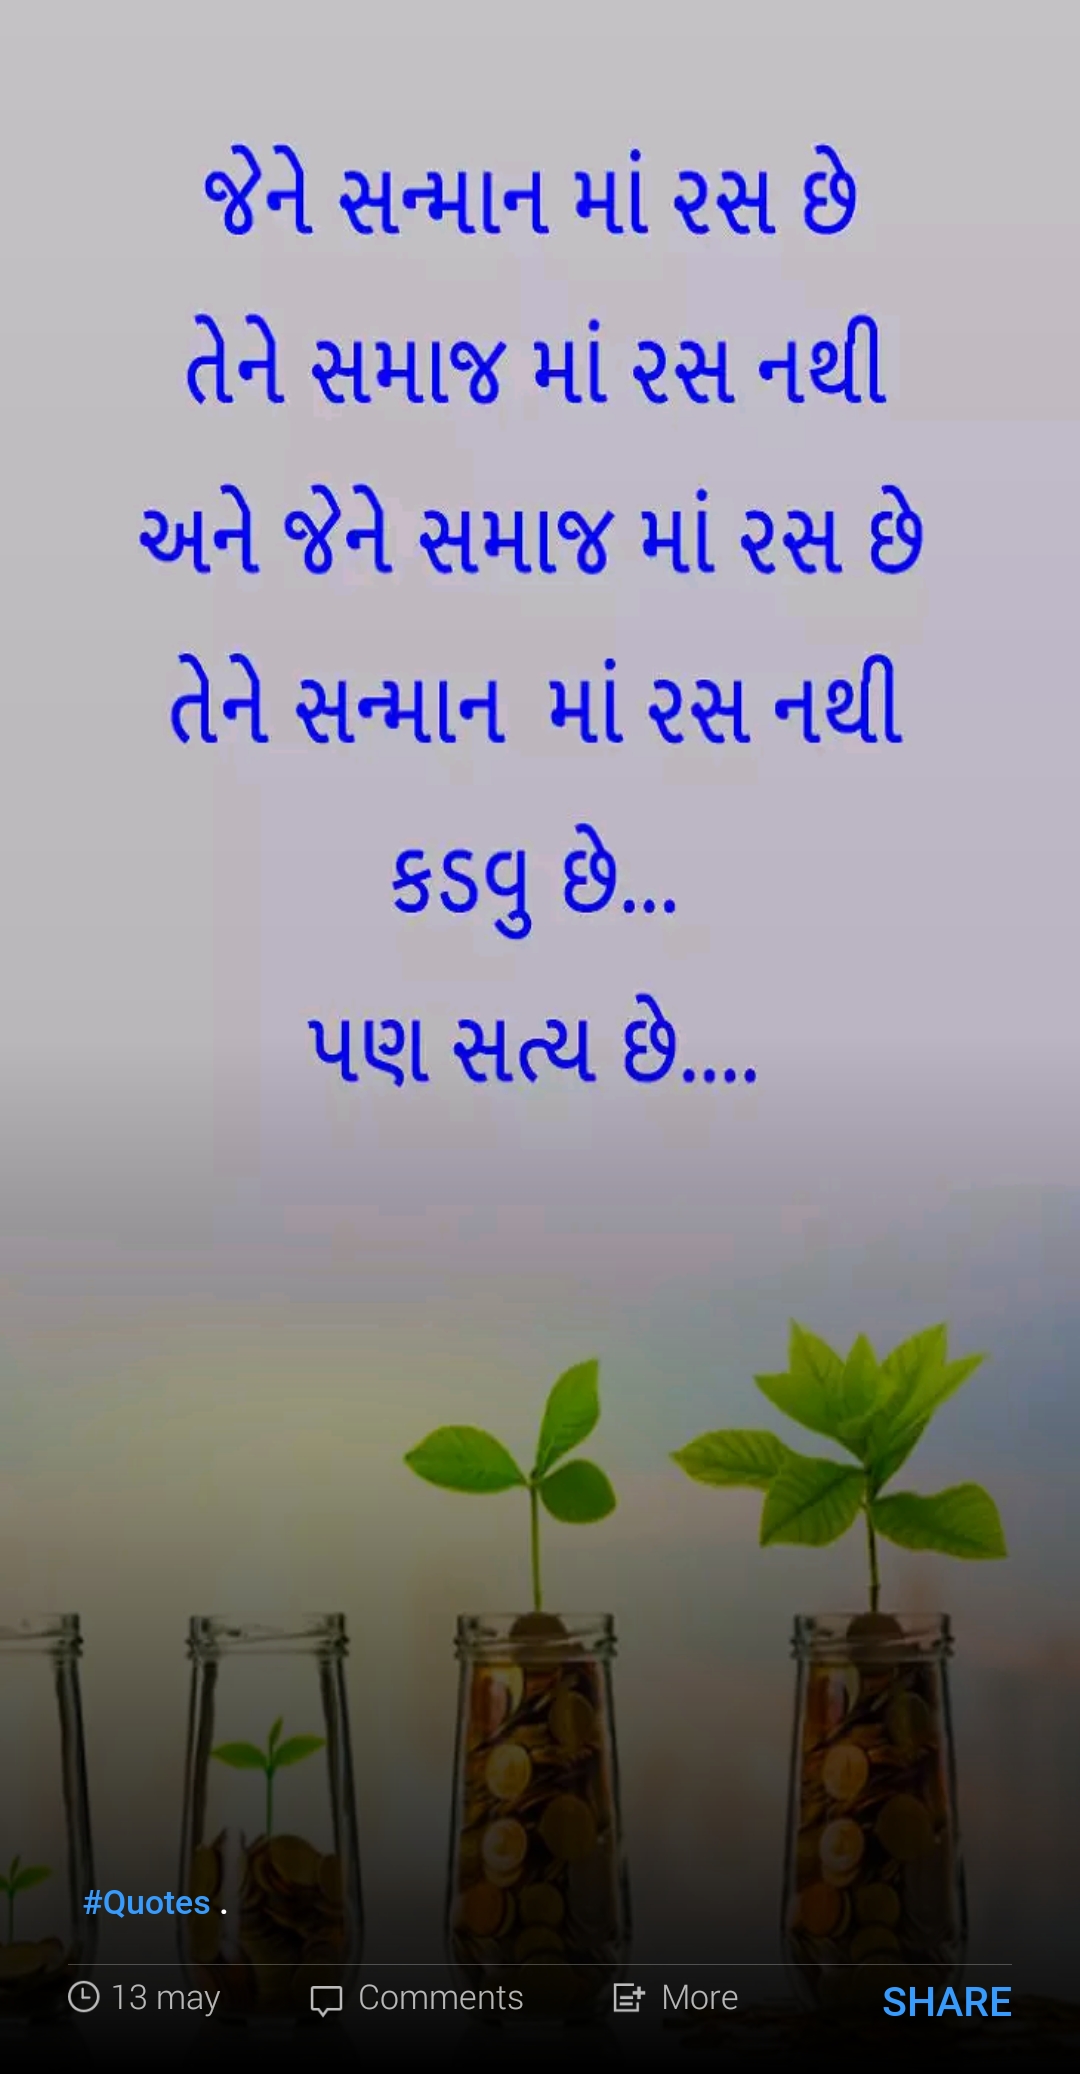 જેને સન્માન માં રસ છે
તેને સમાજ માં રસ નથી
અને જેને સમાજ માં રસ છે
તેને સન્માન માં રસ નથી
કડવુ છે...
પણ સત્ય છે....
#Quotes .
13 may Comments More SHARE